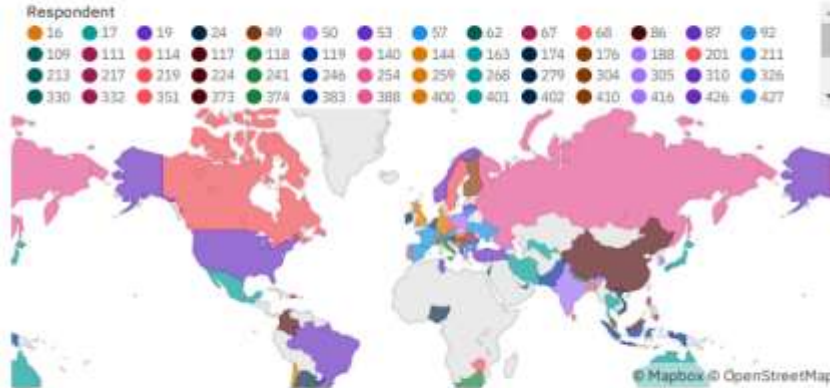 Respondent
16 17 19 24 49 50 53 57 62 67 68 86 87 92
109 111 114 117 118 119 140 144 163 174 176 188 201 211
213 217 219 224 241 246 254 259 268 279 304 305 310 326
330 332 351 373 374 383 388 400 401 402 410 416 426 427
© Mapbox © OpenStreetMap